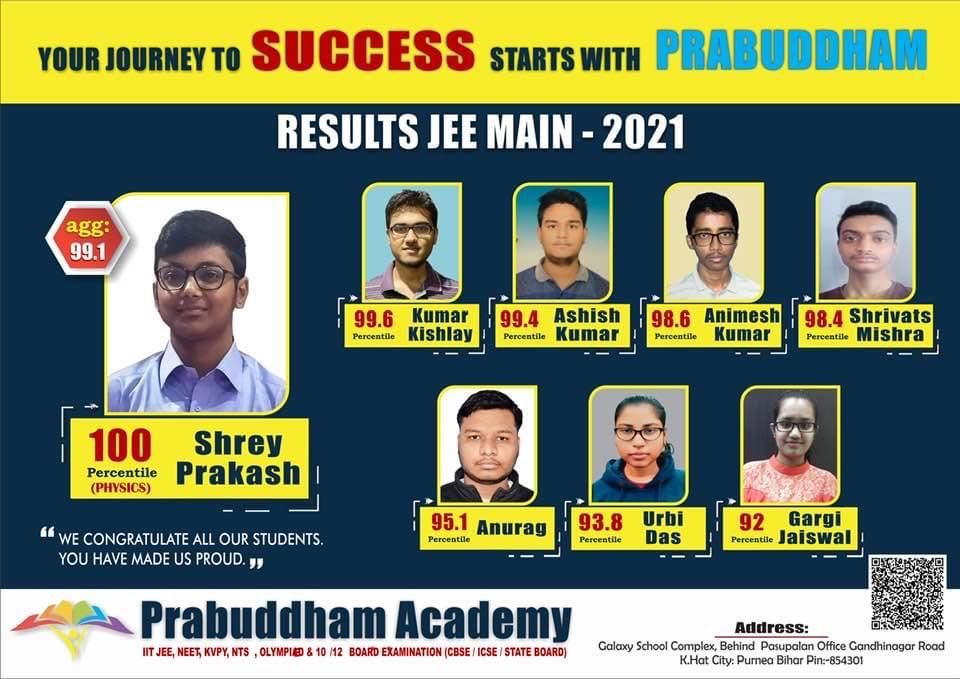 YOUR JOURNEY TO SUCCESS STARTS WITH PRABUDDHAM
RESULTS JEE MAIN - 2021
agg:
99.1
100
Percentile
(PHYSICS)
Shrey
Prakash
99.6
Percentile
Kumar
Kishlay
99.4
Percentile
Ashish
Kumar
98.6
Percentile
Animesh
Kumar
98.4
Percentile
Shrivats
Mishra
95.1
Percentile
Anurag
93.8
Percentile
Urbi
Das
92
Percentile
Gargi
Jaiswal
“ WE CONGRATULATE ALL OUR STUDENTS.
YOU HAVE MADE US PROUD. ”
Prabuddham Academy
IIT JEE, NEET, KVPY, NTS , OLYMPIAD & 10 /12 BOARD EXAMINATION (CBSE / ICSE / STATE BOARD)
Address:
Galaxy School Complex, Behind Pasupalan Office Gandhinagar Road
K.Hat City: Purnea Bihar Pin:-854301